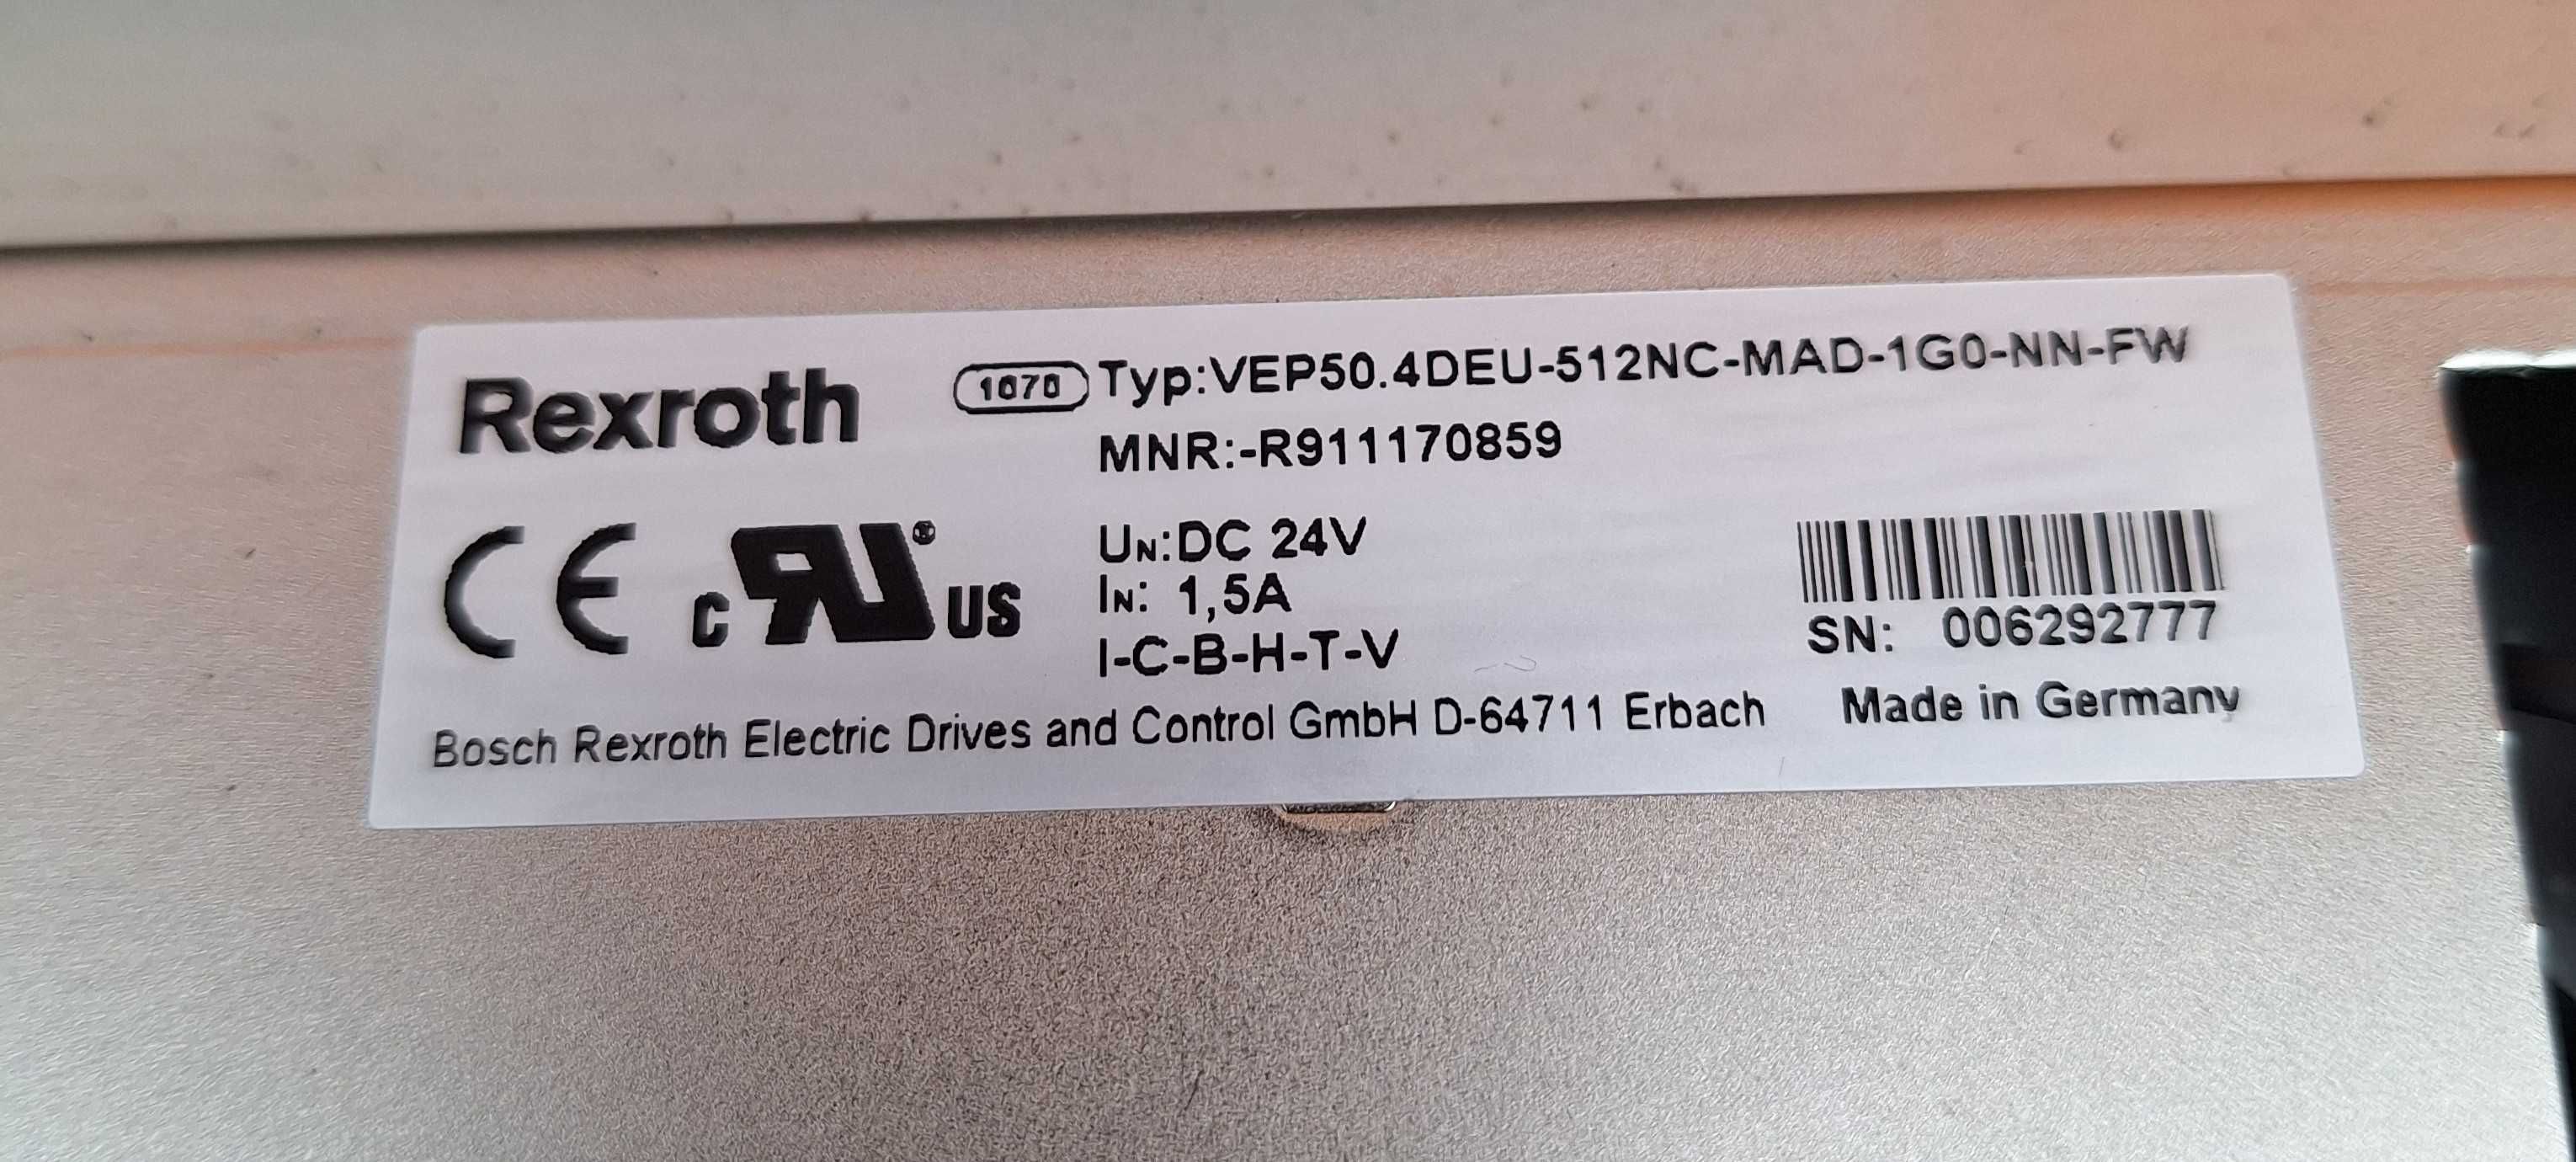 Rexroth
1070 Typ:VEP50.4DEU-512NC-MAD-1G0-NN-FW
MNR:-R911170859
CE c RU ® US
UN:DC 24V
IN: 1,5A
I-C-B-H-T-V
SN: 006292777
Bosch Rexroth Electric Drives and Control GmbH D-64711 Erbach
Made in Germany